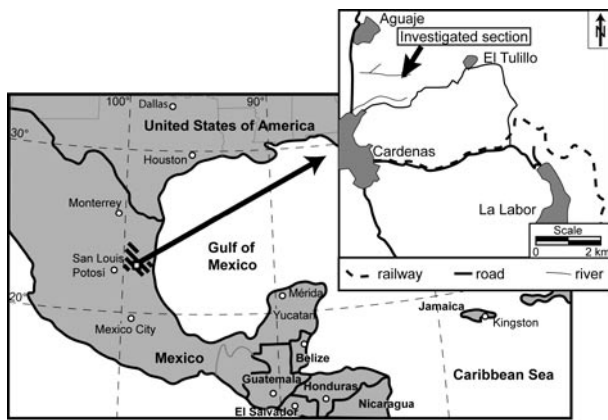 Aguaje
N
Investigated section
El Tulillo
Cardenas
La Labor
Scale
0 2 km
railway road river
100° 90°
Dallas
United States of America
30°
Houston
Monterrey
Gulf of
Mexico
San Louis
Potosí
20°
Mérida
Yucatan
Mexico City
Jamaica
Kingston
Mexico
Belize
Guatemala
Honduras
Caribbean Sea
El Salvador
Nicaragua